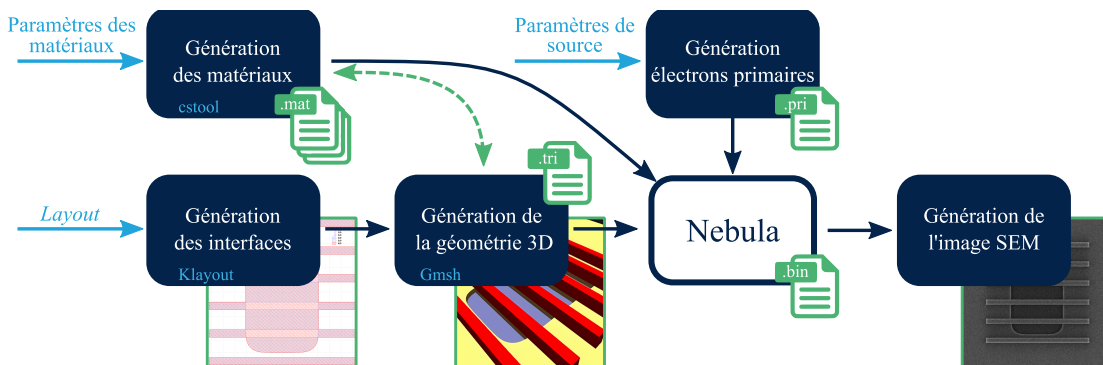 Paramètres des
matériaux
Génération
des matériaux
cstool
.mat
Paramètres de
source
Génération
électrons primaires
.pri
Layout
Génération
des interfaces
Klayout
.tri
Génération de
la géométrie 3D
Gmsh
Nebula
.bin
Génération de
l'image SEM